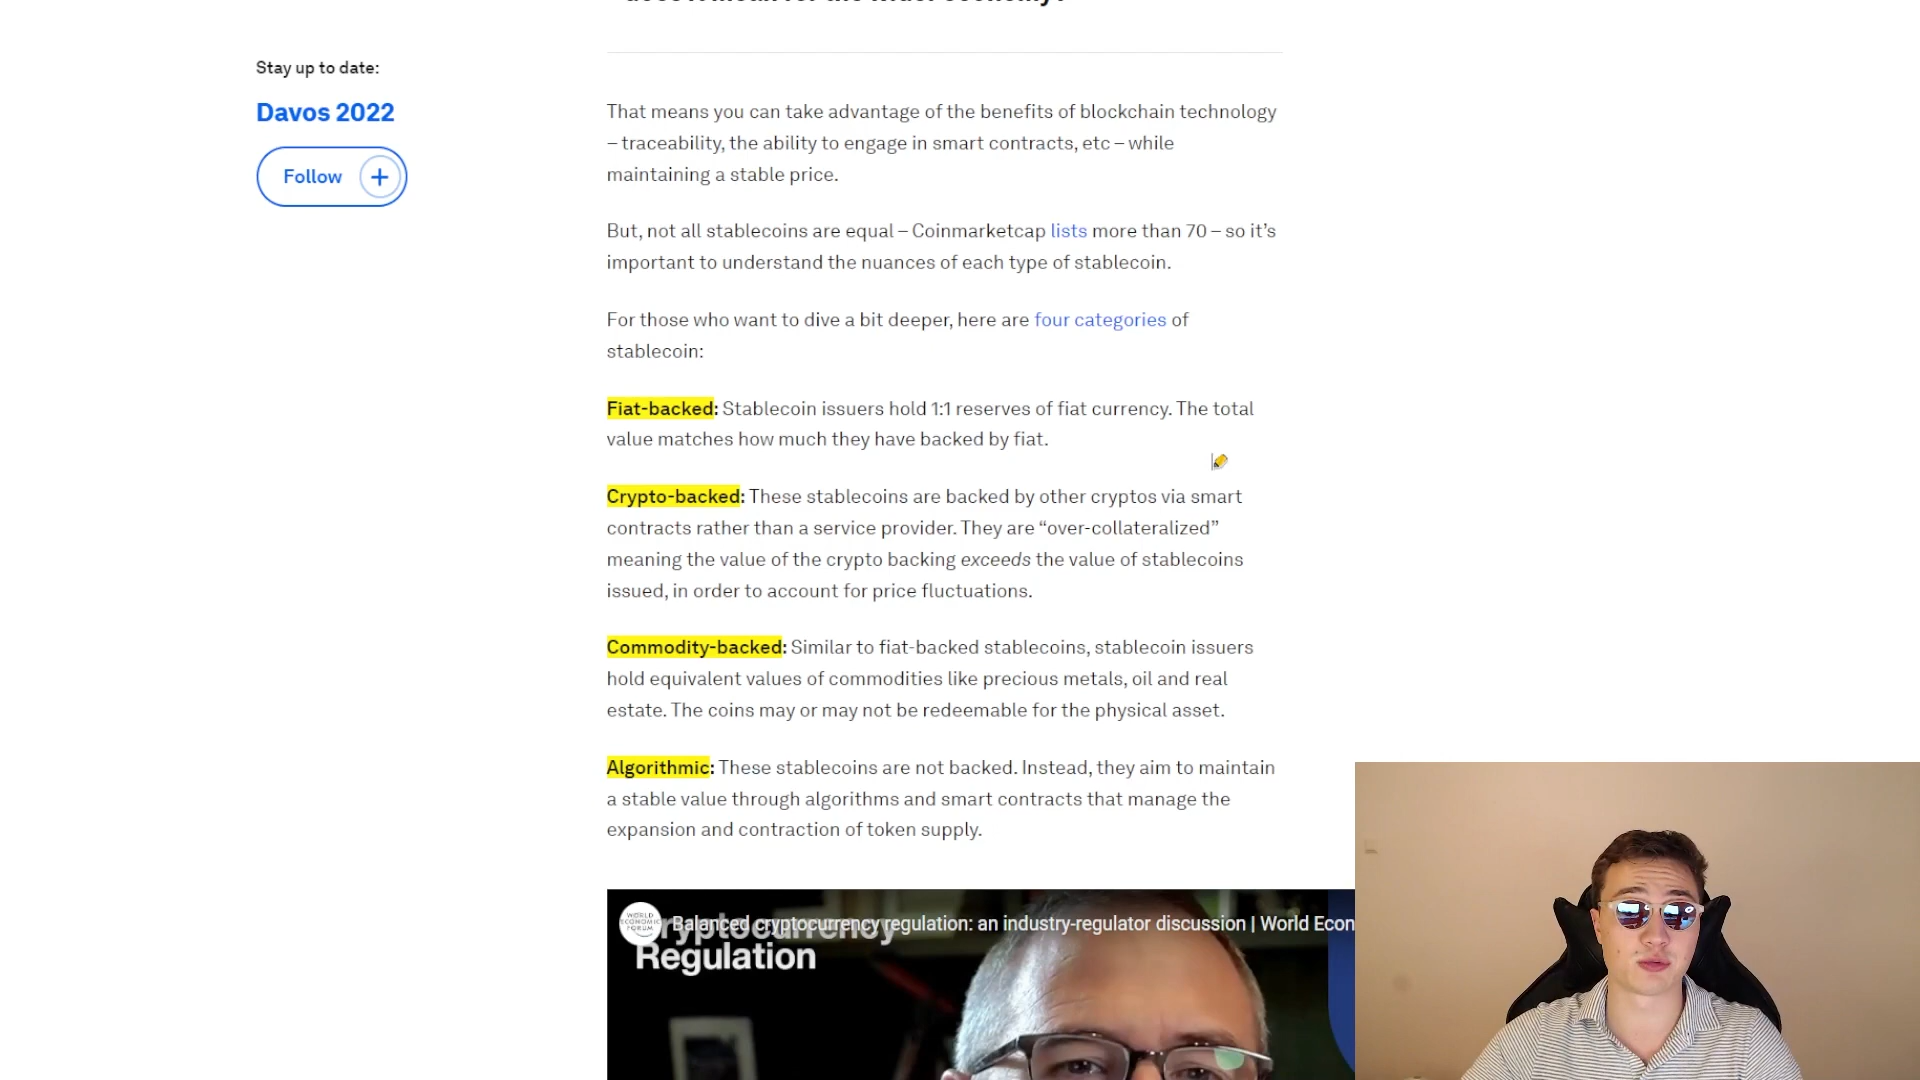 does it mean for the wider economy?
Stay up to date:
Davos 2022
Follow
That means you can take advantage of the benefits of blockchain technology
– traceability, the ability to engage in smart contracts, etc – while
maintaining a stable price.
But, not all stablecoins are equal – Coinmarketcap lists more than 70 – so it's
important to understand the nuances of each type of stablecoin.
For those who want to dive a bit deeper, here are four categories of
stablecoin:
Fiat-backed: Stablecoin issuers hold 1:1 reserves of fiat currency. The total
value matches how much they have backed by fiat.
Crypto-backed: These stablecoins are backed by other cryptos via smart
contracts rather than a service provider. They are “over-collateralized”
meaning the value of the crypto backing exceeds the value of stablecoins
issued, in order to account for price fluctuations.
Commodity-backed: Similar to fiat-backed stablecoins, stablecoin issuers
hold equivalent values of commodities like precious metals, oil and real
estate. The coins may or may not be redeemable for the physical asset.
Algorithmic: These stablecoins are not backed. Instead, they aim to maintain
a stable value through algorithms and smart contracts that manage the
expansion and contraction of token supply.
WORLD ECONOMIC FORUM
Balanced cryptocurrency regulation: an industry-regulator discussion | World Econ
Cryptocurrency
Regulation